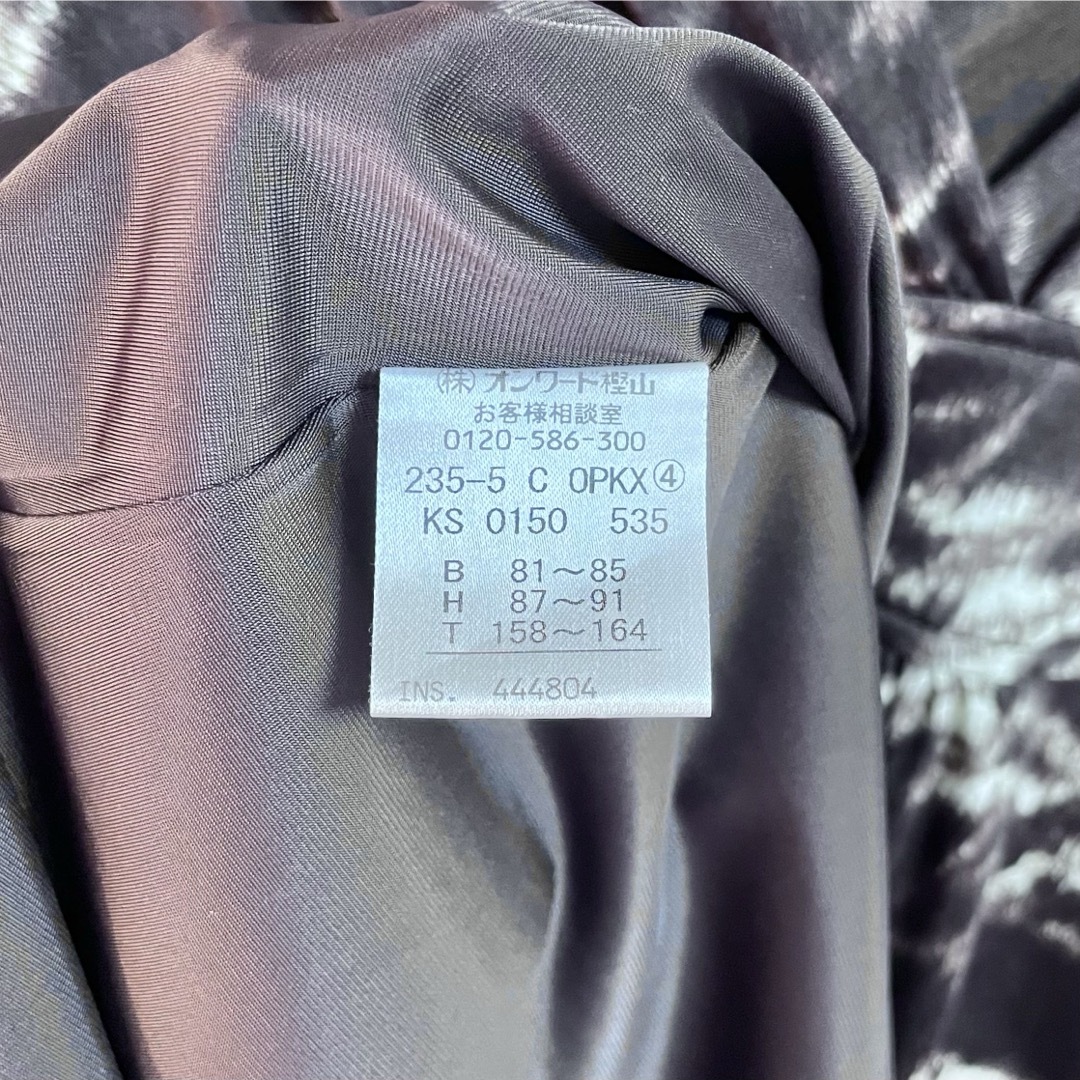 (株) オンワード樫山
お客様相談室
0120-586-300
235-5 C OPKX④
KS 0150 535
B 81～85
H 87～91
T 158～164
INS. 444804